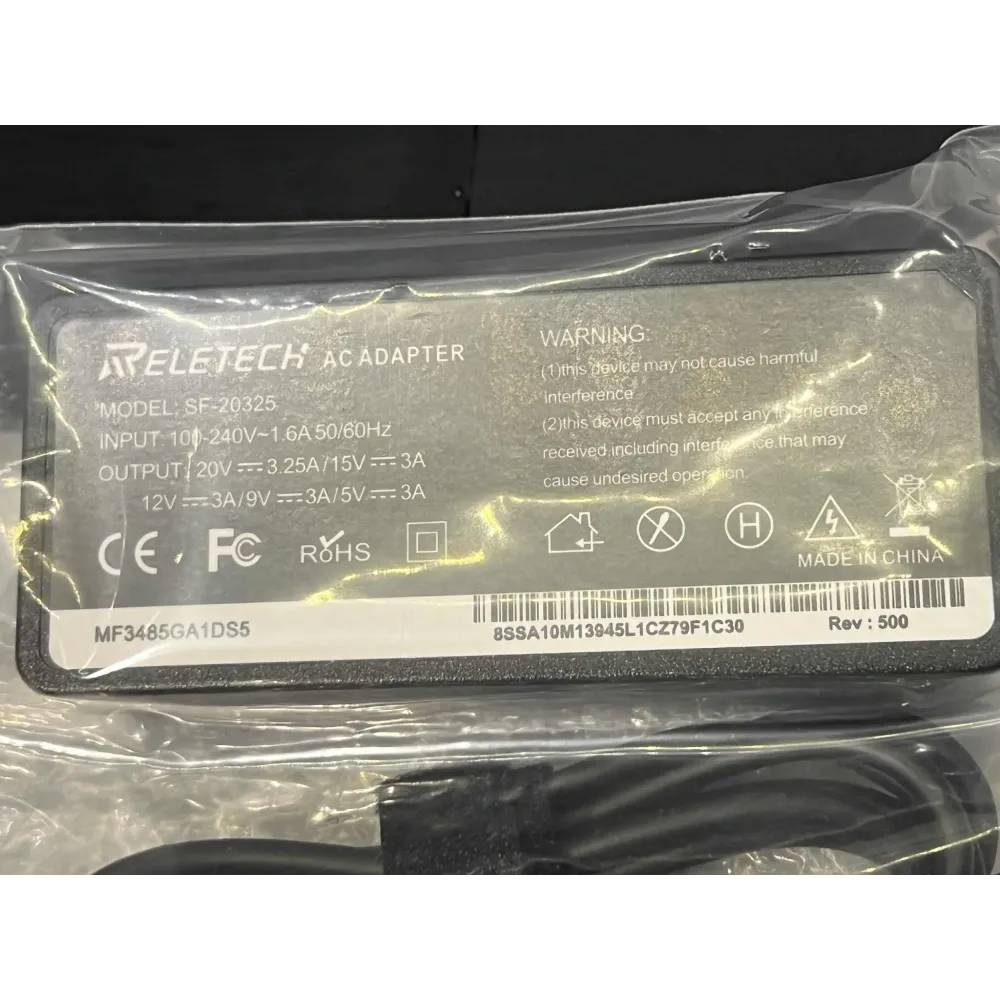 RELETECH AC ADAPTER
MODEL: SF-20325
INPUT: 100-240V~1.6A 50/60Hz
OUTPUT: 20V⎓3.25A/15V⎓3A
12V⎓3A/9V⎓3A/5V⎓3A
CE FC RoHS
WARNING:
(1)this device may not cause harmful
interference
(2)this device must accept any interference
received,including interference that may
cause undesired operation.
H
MADE IN CHINA
MF3485GA1DS5
8SSA10M13945L1CZ79F1C30
Rev : 500